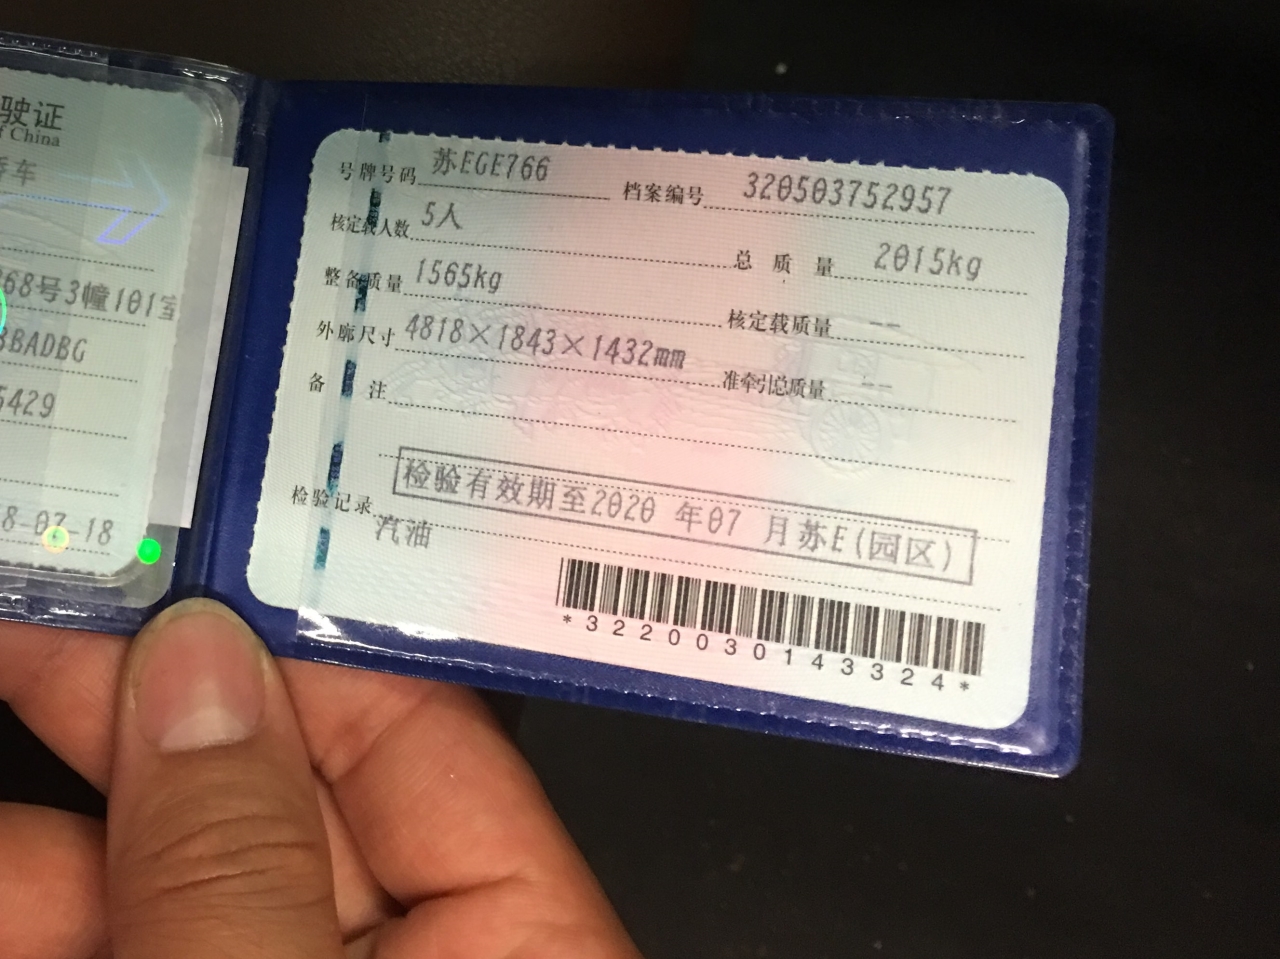 驶证
f China
轿车
68号3幢101室
BBADBG
5429
8-07-18
号牌号码 苏EGE766 档案编号 320503752957
核定载人数 5人 总质量 2015kg
整备质量 1565kg 核定载质量 --
外廓尺寸 4818×1843×1432mm 准牵引总质量 --
备注
检验记录 检验有效期至2020 年07 月苏E(园区)
汽油
*3220030143324*